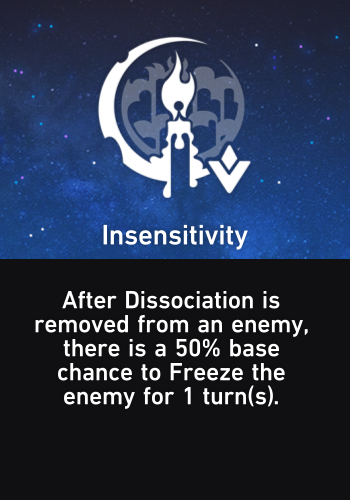 Insensitivity
After Dissociation is
removed from an enemy,
there is a 50% base
chance to Freeze the
enemy for 1 turn(s).